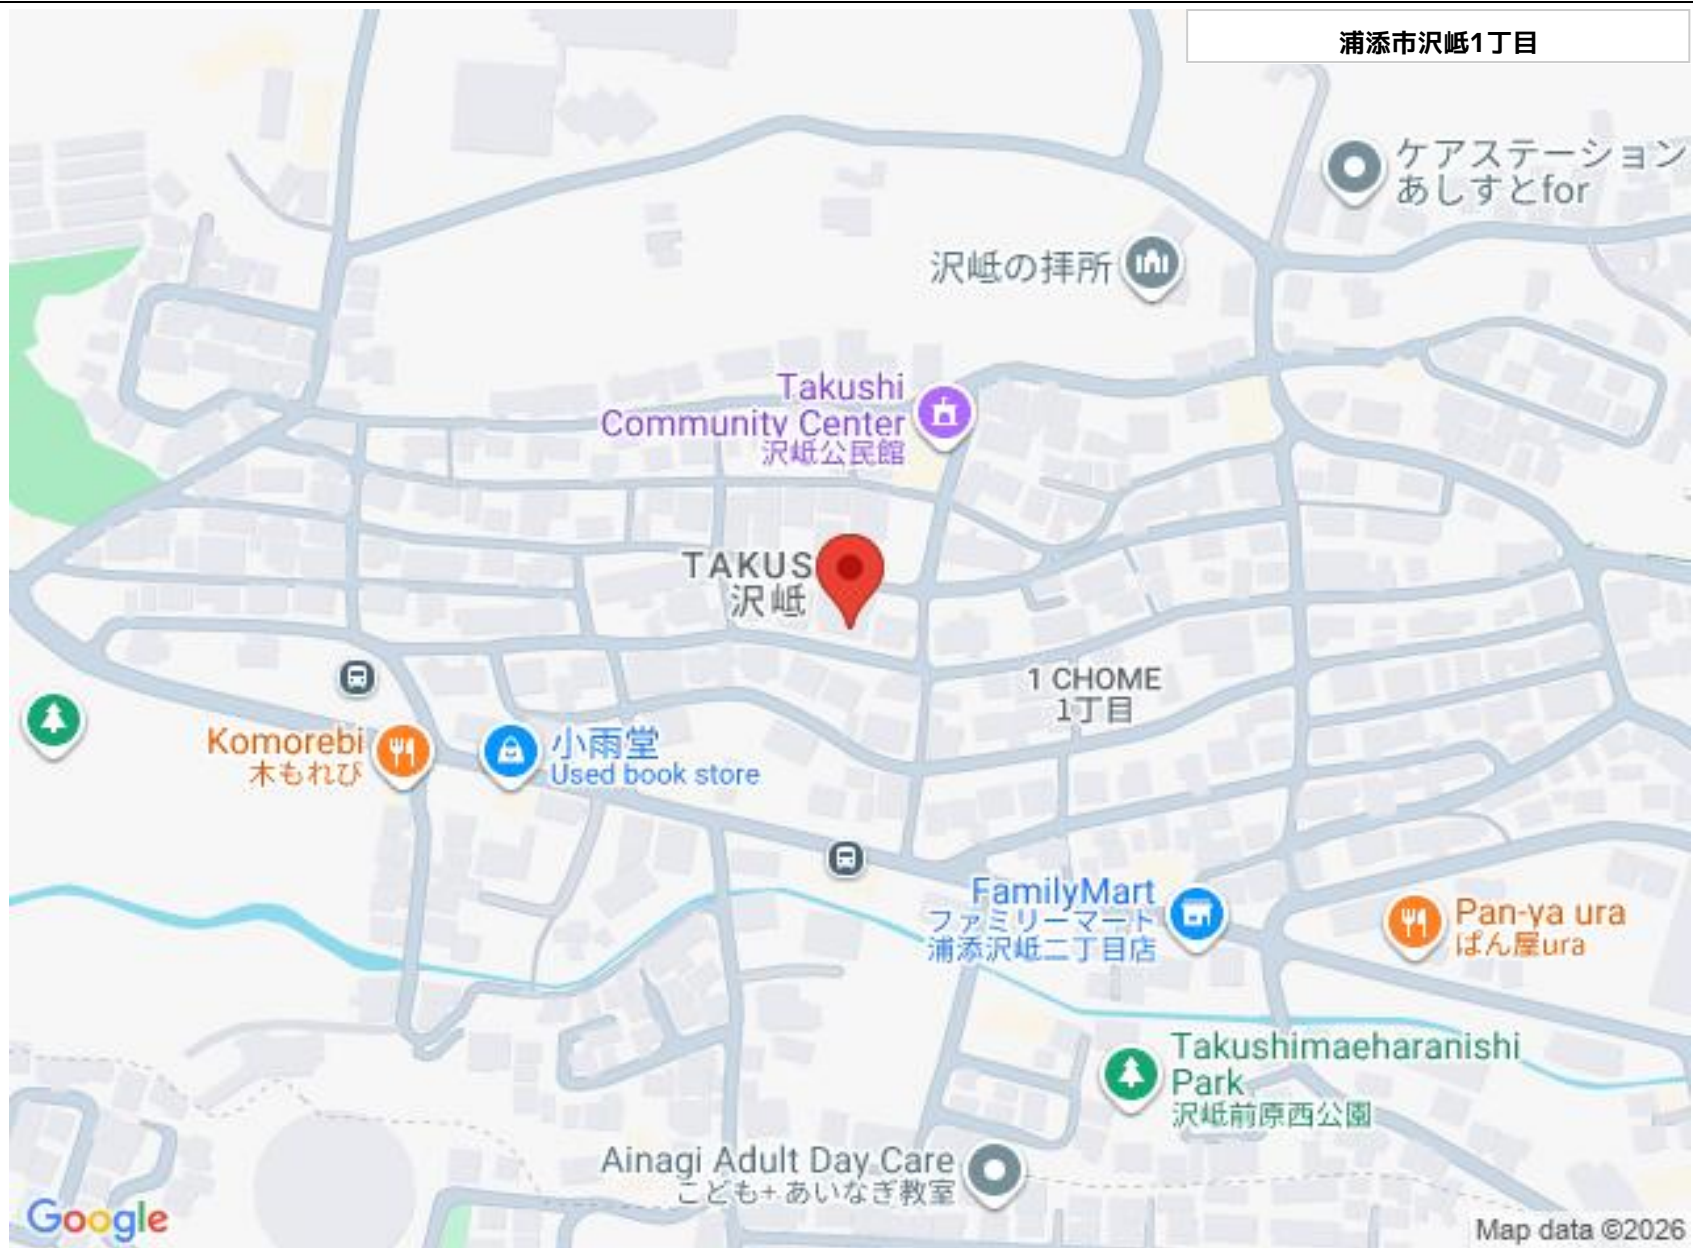 浦添市沢岻1丁目
ケアステーション
あしすとfor
沢岻の拝所
Takushi
Community Center
沢岻公民館
TAKUS
沢岻
1 CHOME
1丁目
Komorebi
木もれび
小雨堂
Used book store
FamilyMart
ファミリーマート
浦添沢岻二丁目店
Pan-ya ura
ぱん屋ura
Takushimaeharanishi
Park
沢岻前原西公園
Ainagi Adult Day Care
こども+ あいなぎ教室
Google
Map data ©2026